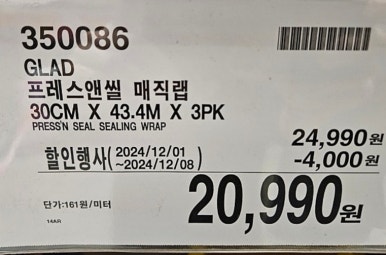 350086
GLAD
프레스앤씰 매직랩
30CM X 43.4M X 3PK
PRESS'N SEAL SEALING WRAP
24,990원
할인행사(2024/12/01
~2024/12/08)
-4,000원
20,990원
단가:161원/미터
14AR